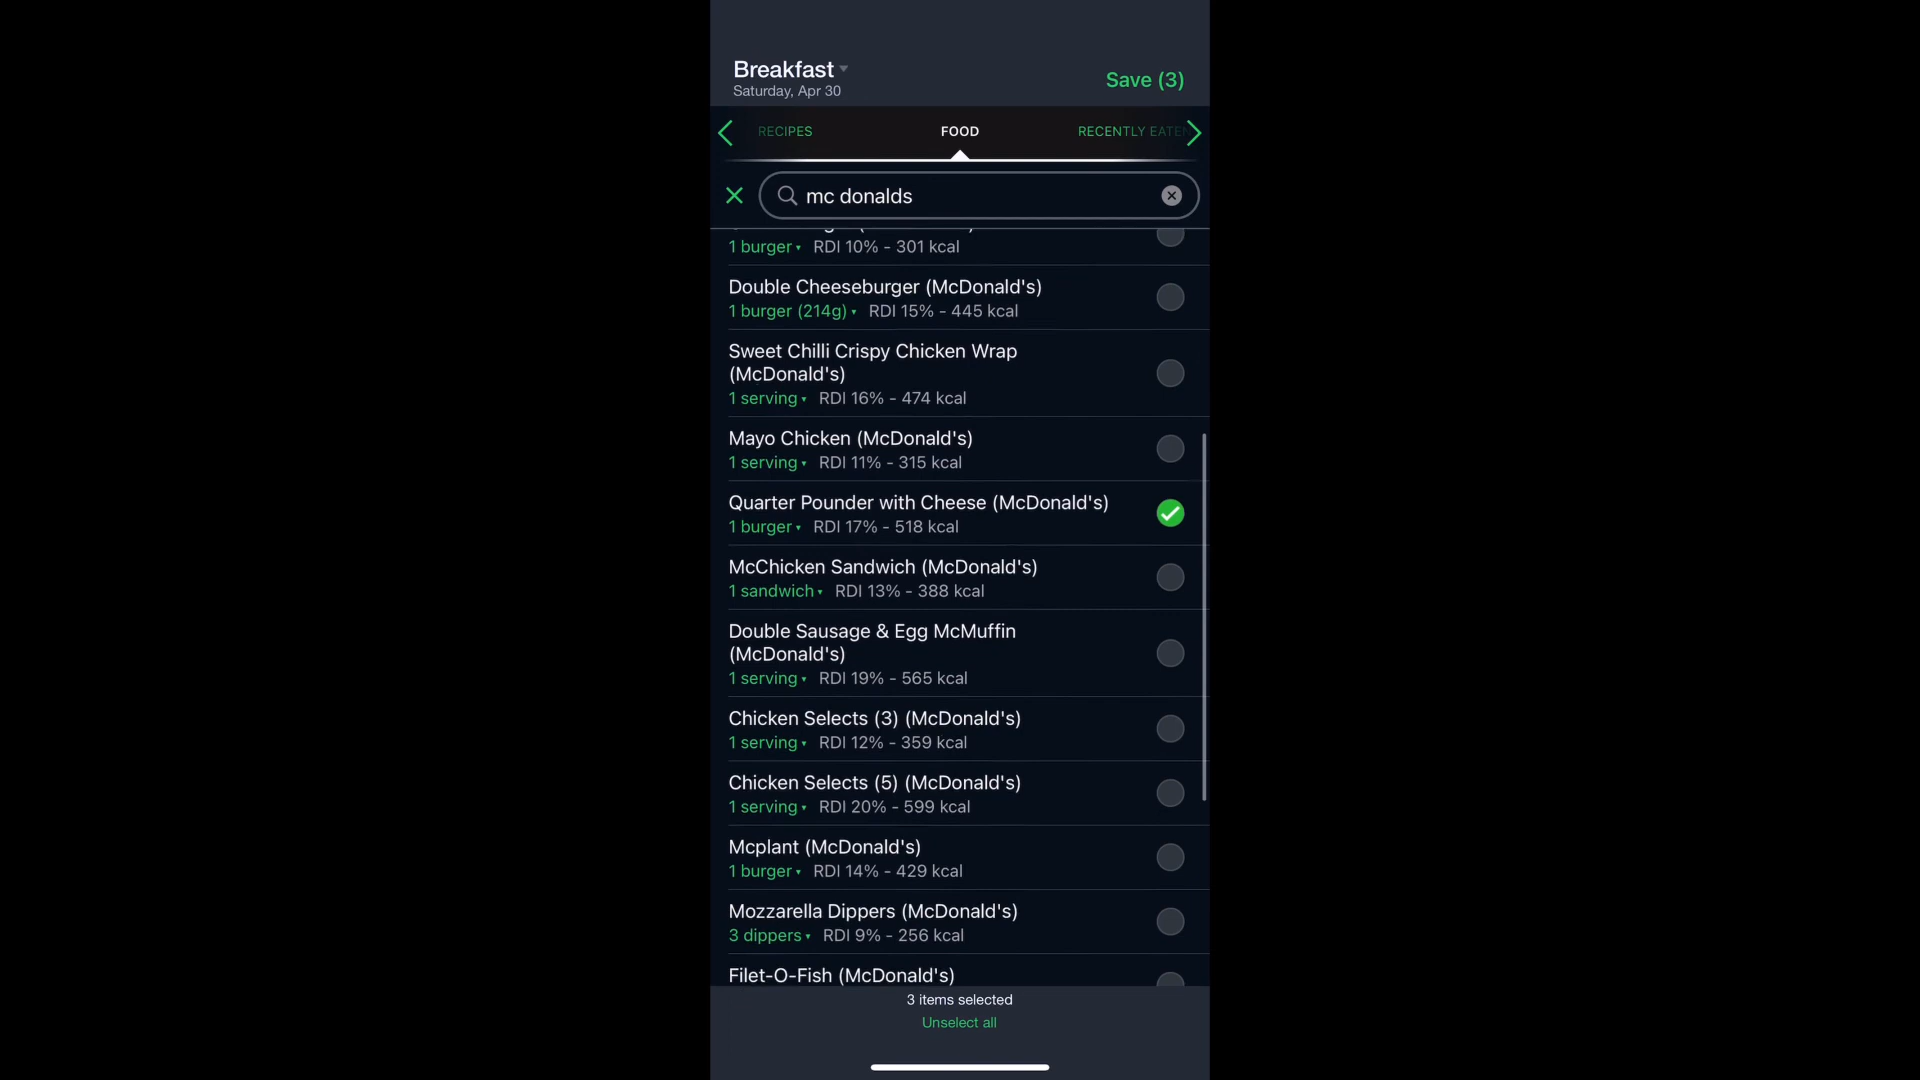 Breakfast
Saturday, Apr 30
Save (3)
RECIPES
FOOD
RECENTLY EATEN
mc donalds
1 burger RDI 10% - 301 kcal
Double Cheeseburger (McDonald's)
1 burger (214g) RDI 15% - 445 kcal
Sweet Chilli Crispy Chicken Wrap
(McDonald's)
1 serving RDI 16% - 474 kcal
Mayo Chicken (McDonald's)
1 serving RDI 11% - 315 kcal
Quarter Pounder with Cheese (McDonald's)
1 burger RDI 17% - 518 kcal
McChicken Sandwich (McDonald's)
1 sandwich RDI 13% - 388 kcal
Double Sausage & Egg McMuffin
(McDonald's)
1 serving RDI 19% - 565 kcal
Chicken Selects (3) (McDonald's)
1 serving RDI 12% - 359 kcal
Chicken Selects (5) (McDonald's)
1 serving RDI 20% - 599 kcal
Mcplant (McDonald's)
1 burger RDI 14% - 429 kcal
Mozzarella Dippers (McDonald's)
3 dippers RDI 9% - 256 kcal
Filet-O-Fish (McDonald's)
3 items selected
Unselect all